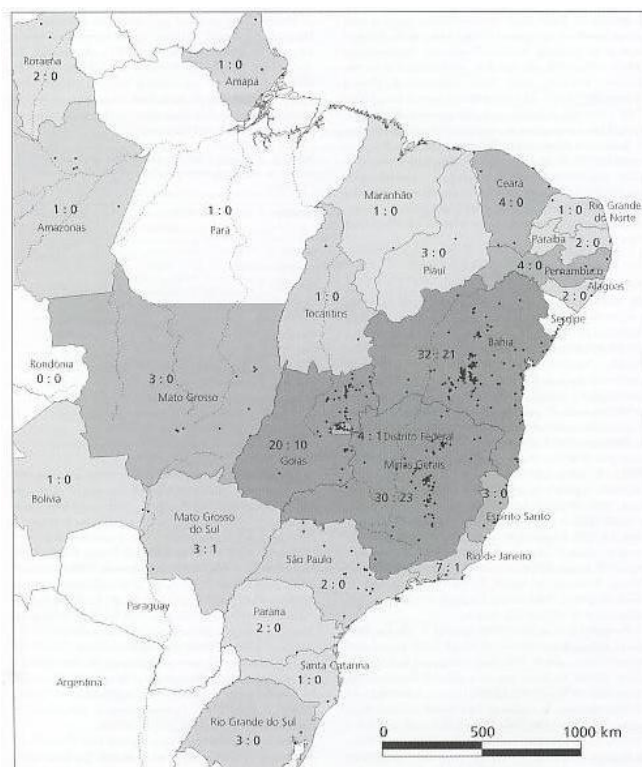 Roraima
2 : 0
1 : 0
Amapá
1 : 0
Amazonas
1 : 0
Pará
Maranhão
1 : 0
Ceará
4 : 0
1 : 0
Rio Grande
do Norte
3 : 0
Piauí
Paraíba
2 : 0
4 : 0
Pernambuco
Alagoas
2 : 0
Sergipe
1 : 0
Tocantins
Bahia
32 : 21
Rondônia
0 : 0
3 : 0
Mato Grosso
20 : 10
Goiás
4 : 1
Distrito Federal
Minas Gerais
30 : 23
3 : 0
Espírito Santo
1 : 0
Bolivia
Mato Grosso
do Sul
3 : 1
São Paulo
2 : 0
Rio de Janeiro
7 : 1
Paraguay
Paraná
2 : 0
Santa Catarina
1 : 0
Argentina
Rio Grande do Sul
3 : 0
0 500 1000 km